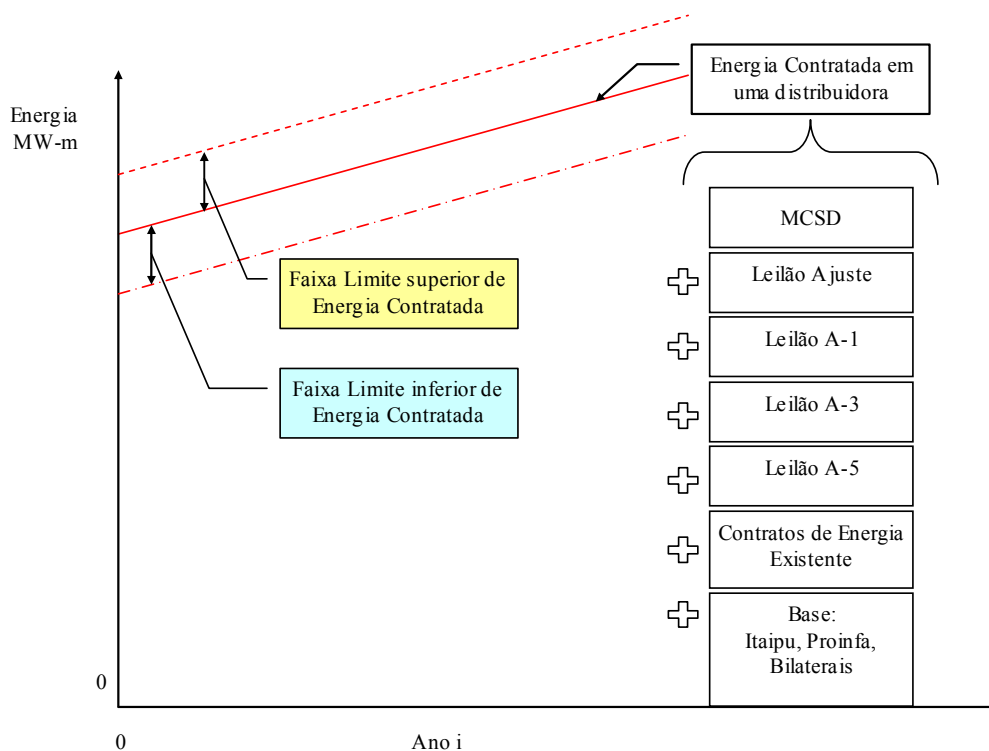 Energia
MW-m
Energia Contratada em
uma distribuidora
MCSD
Leilão Ajuste
Leilão A-1
Leilão A-3
Leilão A-5
Contratos de Energia
Existente
Base:
Itaipu, Proinfa,
Bilaterais
Faixa Limite superior de
Energia Contratada
Faixa Limite inferior de
Energia Contratada
0
0
Ano i